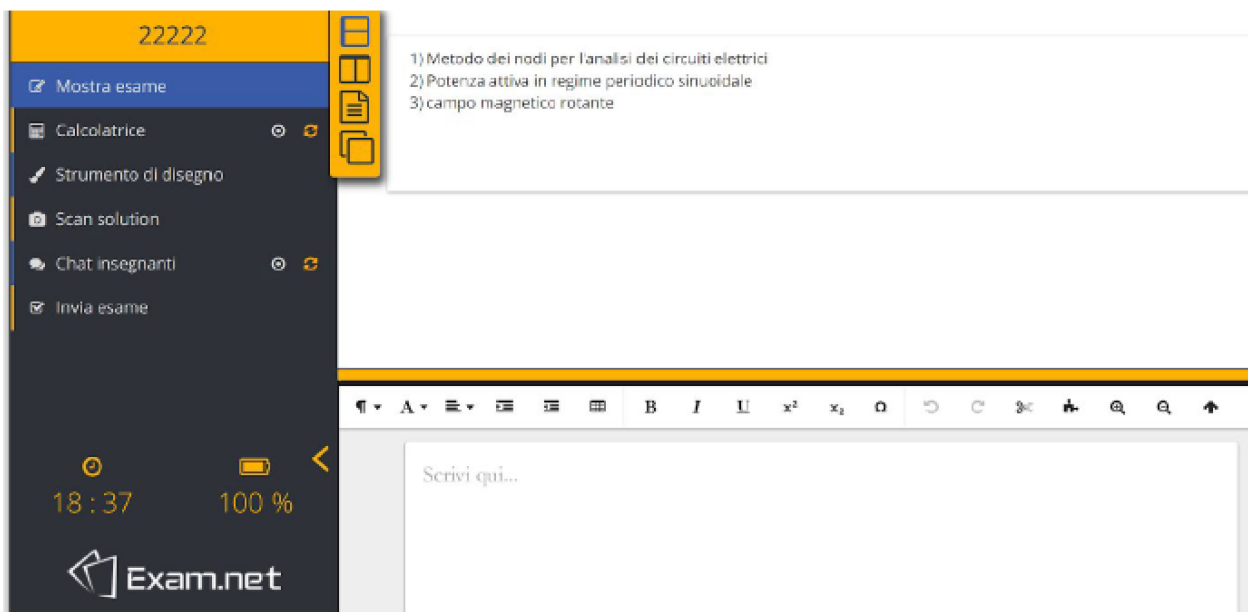 22222
Mostra esame
Calcolatrice
Strumento di disegno
Scan solution
Chat insegnanti
Invia esame
18 : 37
100 %
Exam.net
1) Metodo dei nodi per l'analisi dei circuiti elettrici
2) Potenza attiva in regime periodico sinuoidale
3) campo magnetico rotante
¶ A B I U x² x₂ Ω
Scrivi qui...